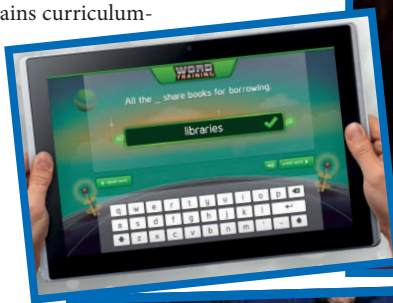 ains curriculum-
WORD
TRAINING
All the _ share books for borrowing.
libraries
q w e r t y u i o p
a s d f g h j k l
z x c v b n m , . -